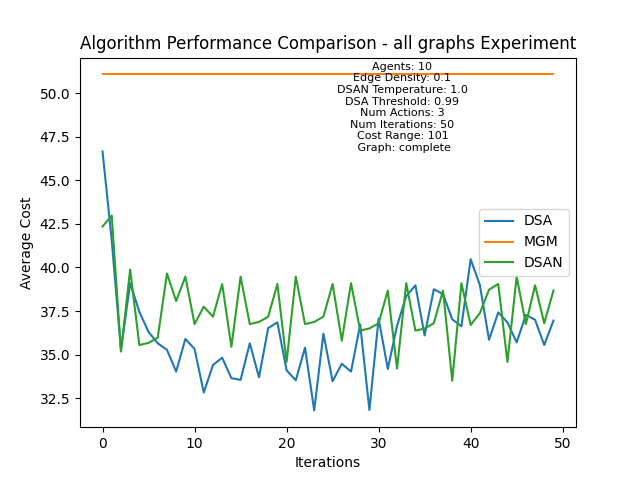 Algorithm Performance Comparison - all graphs Experiment
Agents: 10
Edge Density: 0.1
DSAN Temperature: 1.0
DSA Threshold: 0.99
Num Actions: 3
Num Iterations: 50
Cost Range: 101
Graph: complete
50.0
47.5
45.0
42.5
40.0
37.5
35.0
32.5
Average Cost
DSA
MGM
DSAN
0 10 20 30 40 50
Iterations